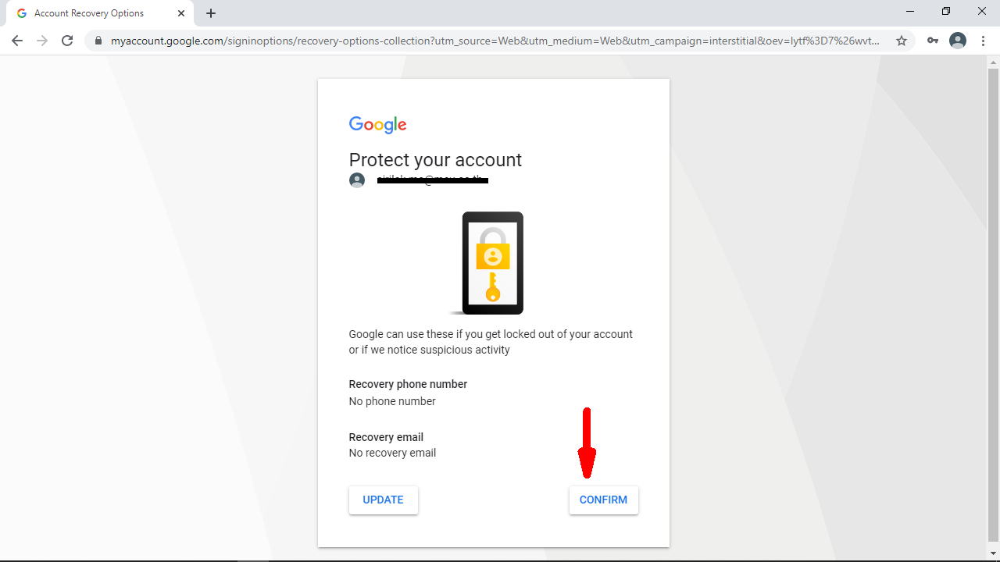 Account Recovery Options
myaccount.google.com/signinoptions/recovery-options-collection?utm_source=Web&utm_medium=Web&utm_campaign=interstitial&oev=lytf%3D7%26wvt...
Google
Protect your account
Google can use these if you get locked out of your account
or if we notice suspicious activity
Recovery phone number
No phone number
Recovery email
No recovery email
UPDATE
CONFIRM